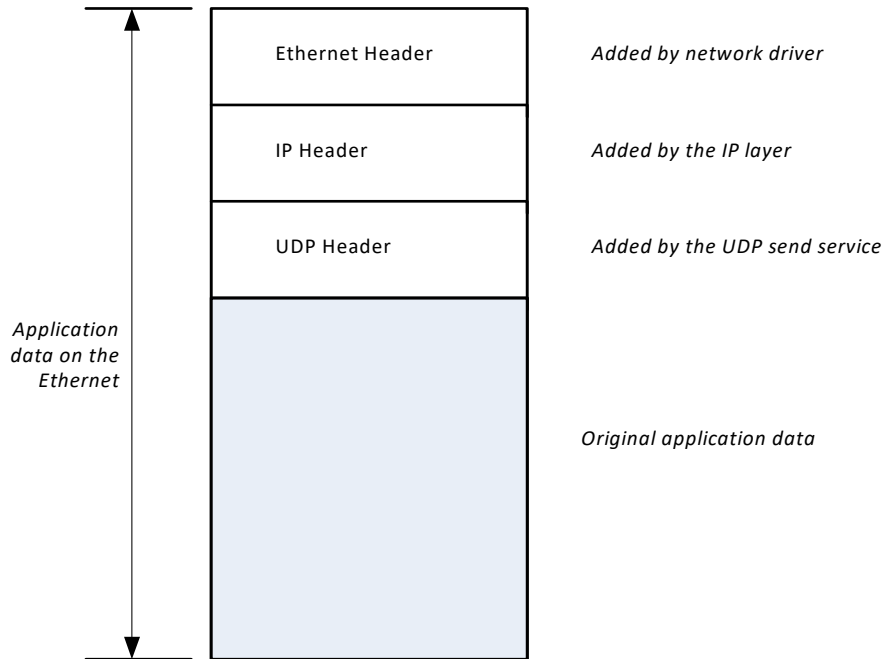 Ethernet Header
Added by network driver
IP Header
Added by the IP layer
UDP Header
Added by the UDP send service
Application
data on the
Ethernet
Original application data